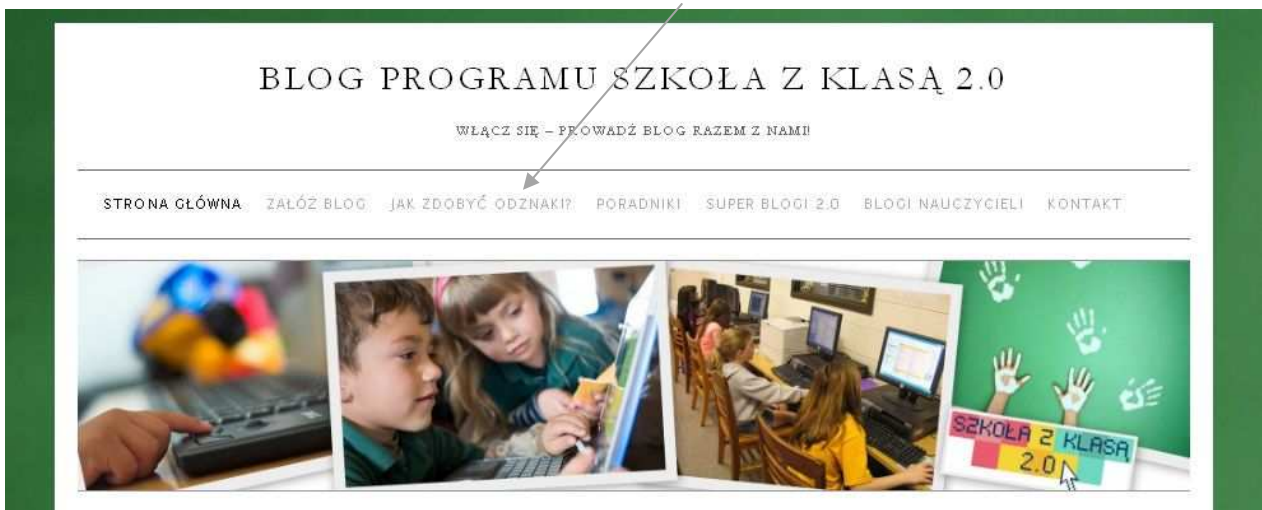 BLOG PROGRAMU SZKOŁA Z KLASĄ 2.0
WŁĄCZ SIĘ – PROWADŹ BLOG RAZEM Z NAMI!
STRONA GŁÓWNA ZAŁÓŻ BLOG JAK ZDOBYĆ ODZNAKI? PORADNIKI SUPER BLOGI 2.0 BLOGI NAUCZYCIELI KONTAKT
SZKOŁA Z KLASĄ
2.0